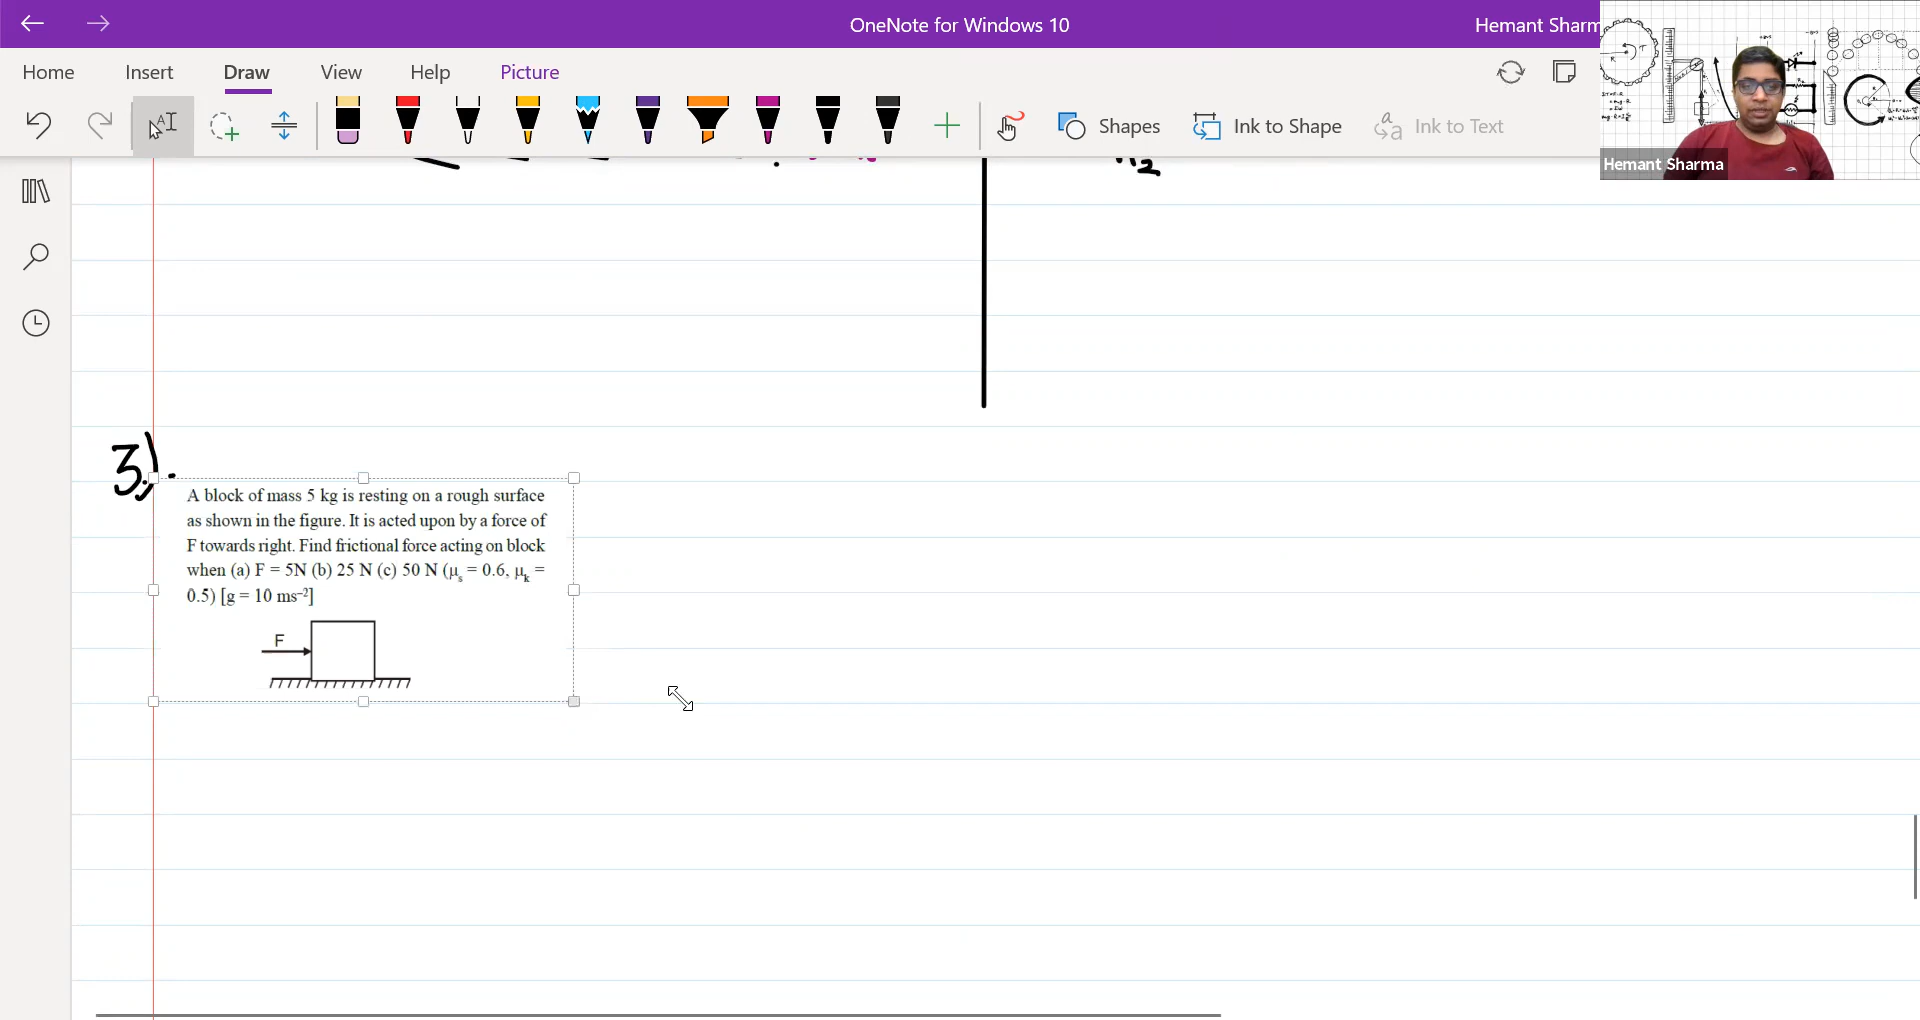 OneNote for Windows 10
Hemant Sharm
Home Insert Draw View Help Picture
Shapes Ink to Shape Ink to Text
Hemant Sharma
n₂
3).
A block of mass 5 kg is resting on a rough surface
as shown in the figure. It is acted upon by a force of
F towards right. Find frictional force acting on block
when (a) F = 5N (b) 25 N (c) 50 N (μₛ = 0.6, μₖ =
0.5) [g = 10 ms⁻²]
F